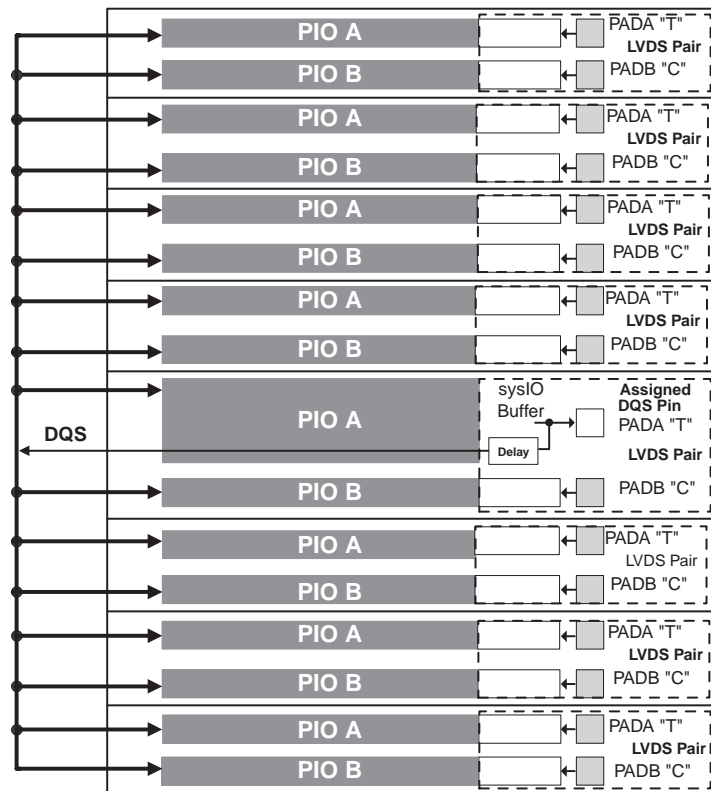 PIO A
PADA "T"
LVDS Pair
PIO B
PADB "C"
PIO A
PADA "T"
LVDS Pair
PIO B
PADB "C"
PIO A
PADA "T"
LVDS Pair
PIO B
PADB "C"
PIO A
PADA "T"
LVDS Pair
PIO B
PADB "C"
DQS
PIO A
sysIO
Buffer
Delay
Assigned
DQS Pin
PADA "T"
LVDS Pair
PIO B
PADB "C"
PIO A
PADA "T"
LVDS Pair
PIO B
PADB "C"
PIO A
PADA "T"
LVDS Pair
PIO B
PADB "C"
PIO A
PADA "T"
LVDS Pair
PIO B
PADB "C"